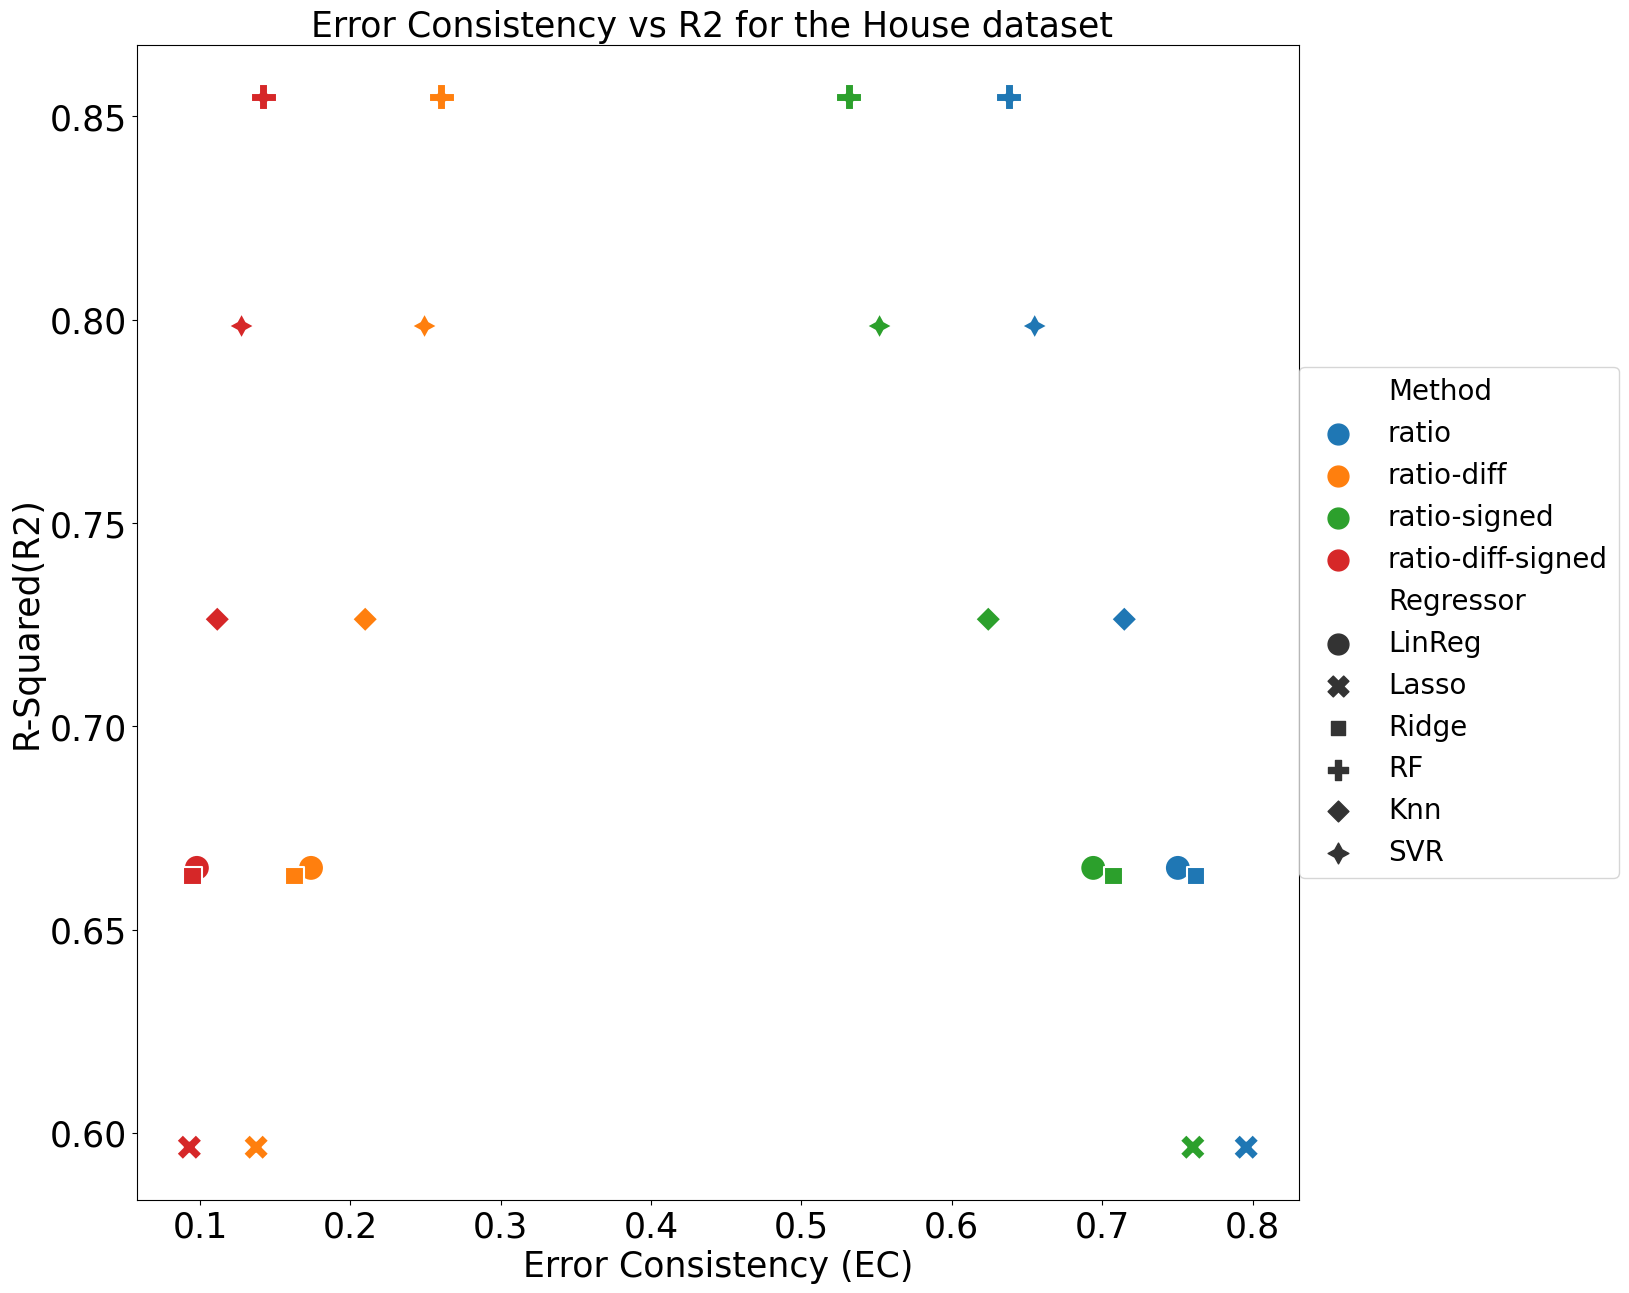 Error Consistency vs R2 for the House dataset
R-Squared(R2)
0.85
0.80
0.75
0.70
0.65
0.60
0.1 0.2 0.3 0.4 0.5 0.6 0.7 0.8
Error Consistency (EC)
Method
ratio
ratio-diff
ratio-signed
ratio-diff-signed
Regressor
LinReg
Lasso
Ridge
RF
Knn
SVR